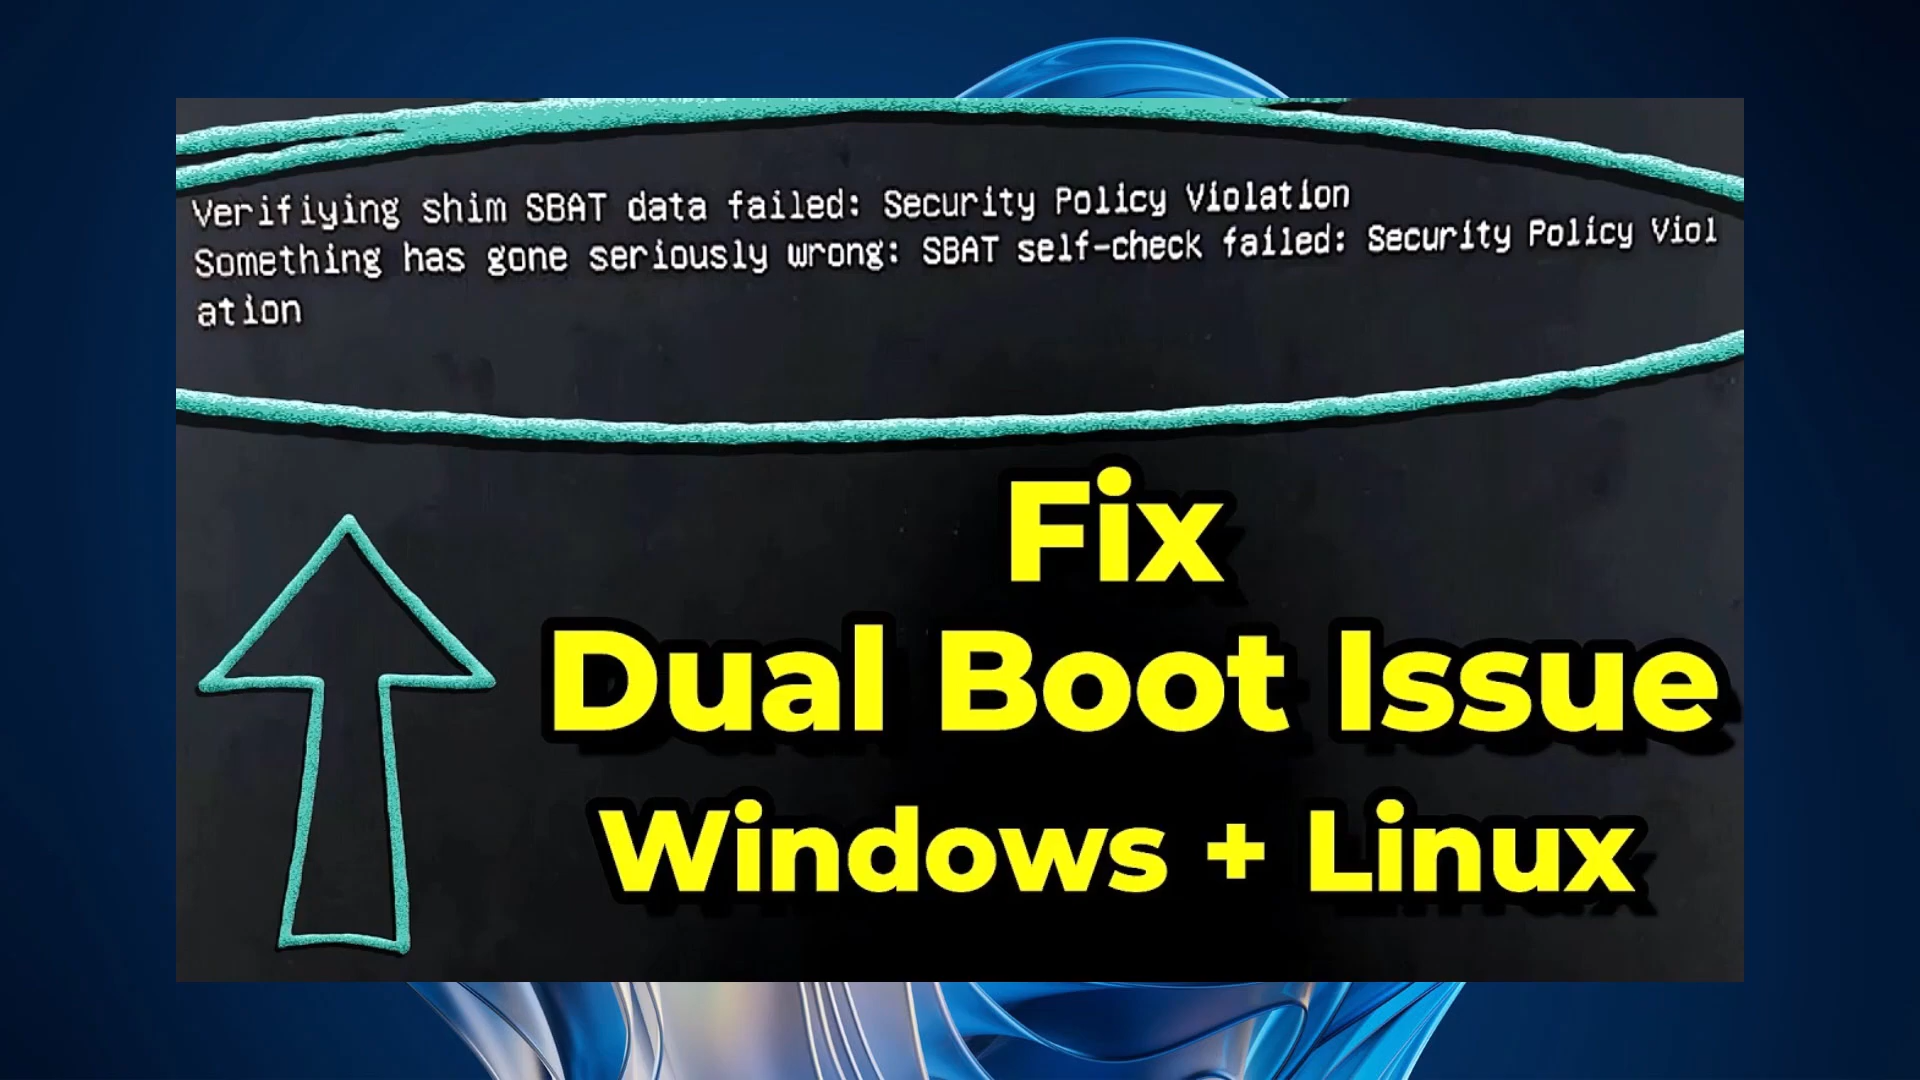 Verifiying shim SBAT data failed: Security Policy Violation
Something has gone seriously wrong: SBAT self-check failed: Security Policy Viol
ation
Fix
Dual Boot Issue
Windows + Linux